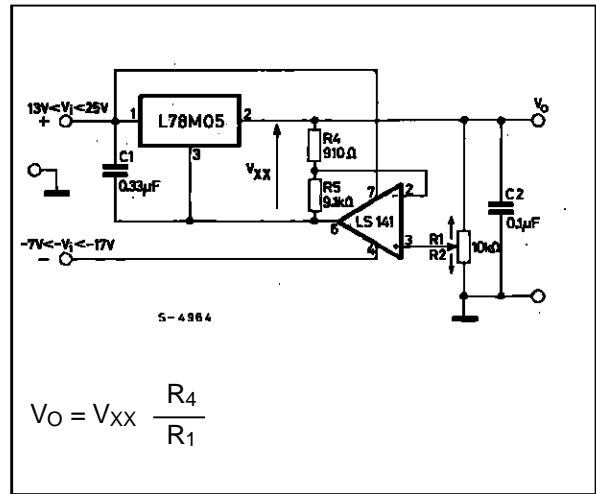 13V<Vi<25V
+
1
L78M05
2
3
Vo
C1
0.33µF
VXX
R4
910Ω
R5
9.1kΩ
7
2
-
6
LS 141
4
+
3
R1
R2
10kΩ
C2
0.1µF
-7V<-Vi<-17V
-
S-4964
VO = VXX R4
R1